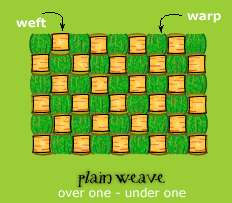 weft
warp
plain weave
over one - under one